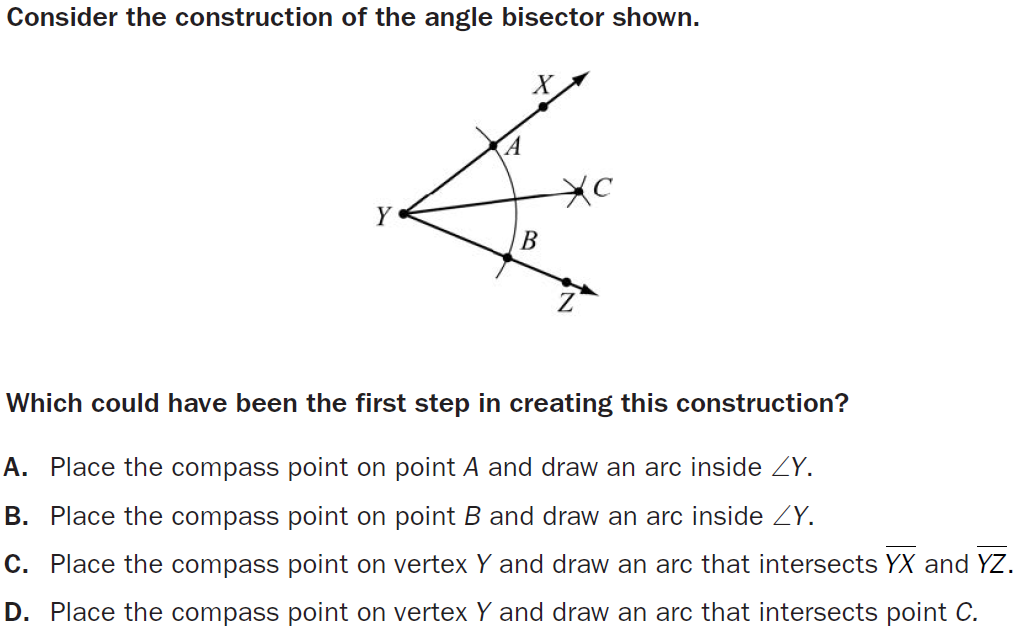 Consider the construction of the angle bisector shown.
X
A
C
Y
B
Z
Which could have been the first step in creating this construction?
A. Place the compass point on point A and draw an arc inside ∠Y.
B. Place the compass point on point B and draw an arc inside ∠Y.
C. Place the compass point on vertex Y and draw an arc that intersects Y̅X̅ and Y̅Z̅.
D. Place the compass point on vertex Y and draw an arc that intersects point C.